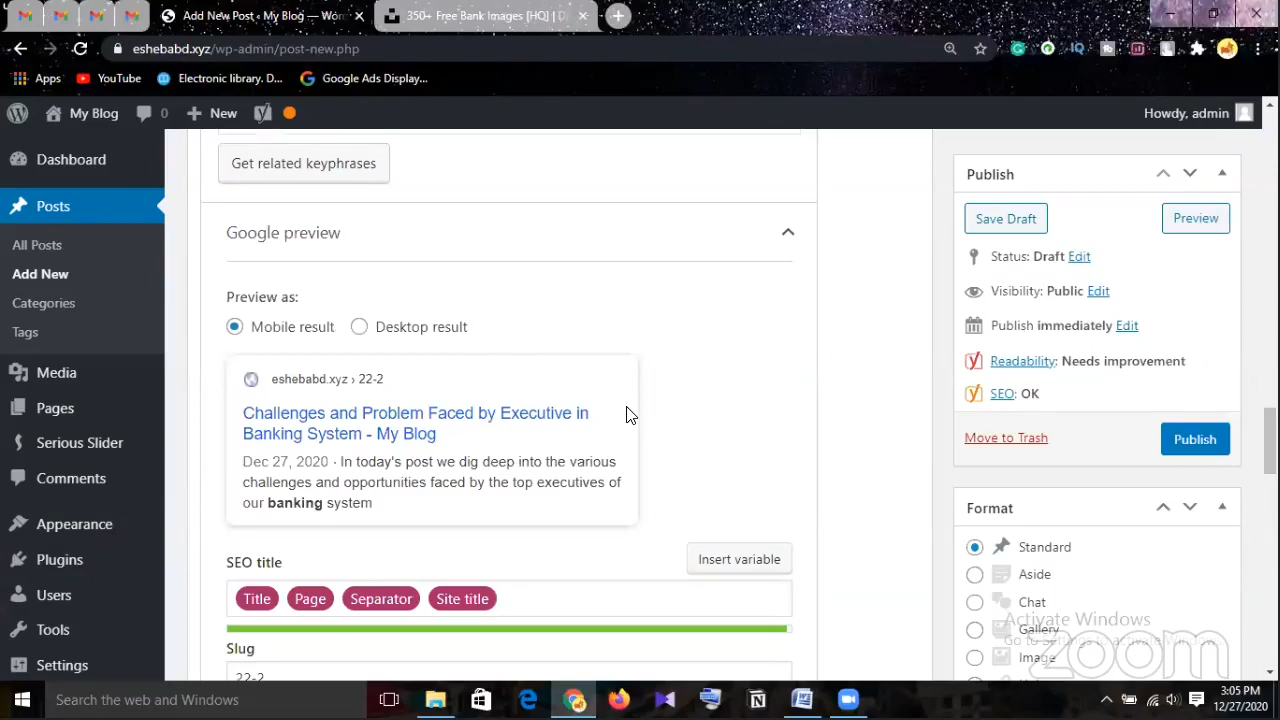 Add New Post ‹ My Blog — Wor
350+ Free Bank Images [HQ] | D
eshebabd.xyz/wp-admin/post-new.php
Apps
YouTube
Electronic library. D...
Google Ads Display...
My Blog
0
New
Howdy, admin
Dashboard
Posts
All Posts
Add New
Categories
Tags
Media
Pages
Serious Slider
Comments
Appearance
Plugins
Users
Tools
Settings
Get related keyphrases
Google preview
Preview as:
Mobile result
Desktop result
eshebabd.xyz › 22-2
Challenges and Problem Faced by Executive in
Banking System - My Blog
Dec 27, 2020 · In today's post we dig deep into the various
challenges and opportunities faced by the top executives of
our banking system
SEO title
Insert variable
Title
Page
Separator
Site title
Slug
22-2
Publish
Save Draft
Preview
Status: Draft Edit
Visibility: Public Edit
Publish immediately Edit
Readability: Needs improvement
SEO: OK
Move to Trash
Publish
Format
Standard
Aside
Chat
Gallery
Image
Activate Windows
Go to Settings to activate Windows.
zoom
Search the web and Windows
3:05 PM
12/27/2020